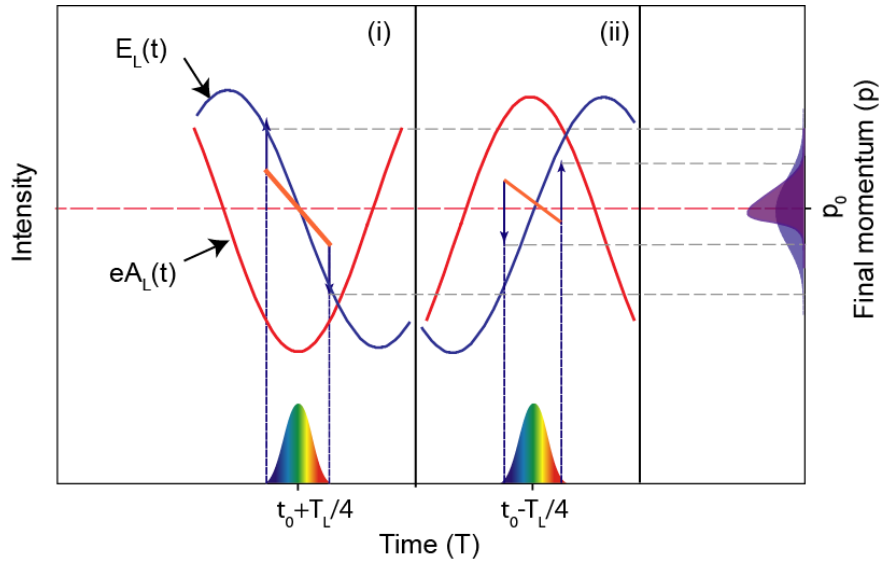 (i)
(ii)
E_L(t)
eA_L(t)
Intensity
p_0
Final momentum (p)
t_0+T_L/4
t_0-T_L/4
Time (T)